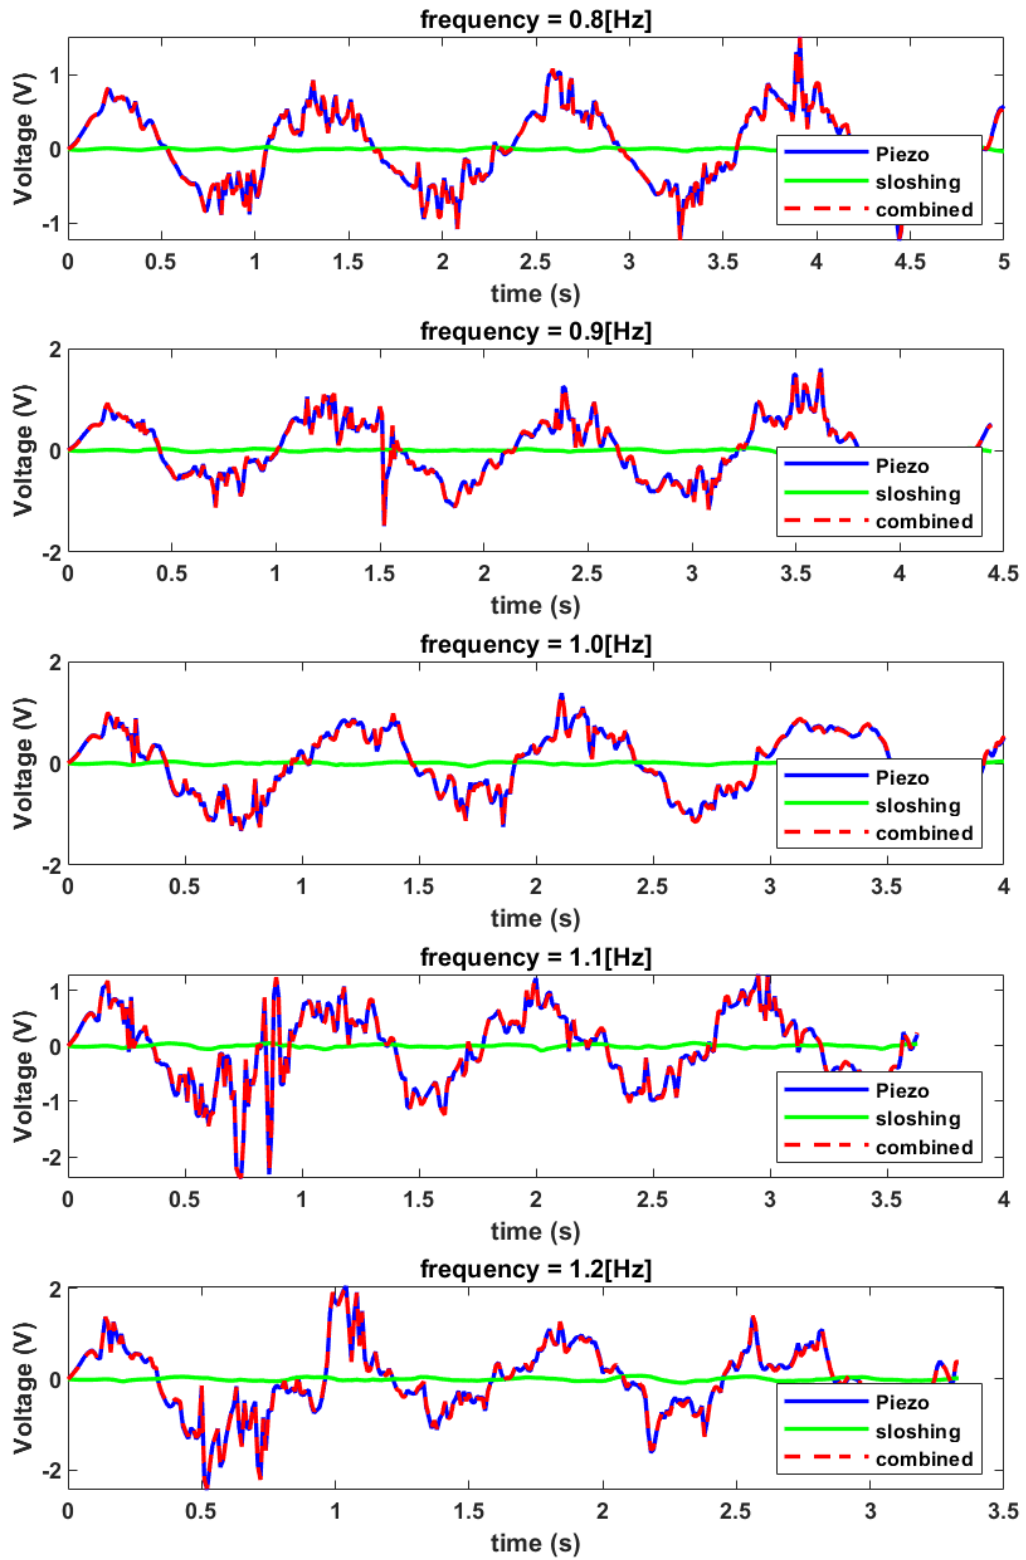 frequency = 0.8[Hz]
Voltage (V)
1
0
-1
0 0.5 1 1.5 2 2.5 3 3.5 4 4.5 5
time (s)
Piezo
sloshing
combined
frequency = 0.9[Hz]
Voltage (V)
2
0
-2
0 0.5 1 1.5 2 2.5 3 3.5 4 4.5
time (s)
Piezo
sloshing
combined
frequency = 1.0[Hz]
Voltage (V)
2
0
-2
0 0.5 1 1.5 2 2.5 3 3.5 4
time (s)
Piezo
sloshing
combined
frequency = 1.1[Hz]
Voltage (V)
1
0
-1
-2
0 0.5 1 1.5 2 2.5 3 3.5 4
time (s)
Piezo
sloshing
combined
frequency = 1.2[Hz]
Voltage (V)
2
0
-2
0 0.5 1 1.5 2 2.5 3 3.5
time (s)
Piezo
sloshing
combined